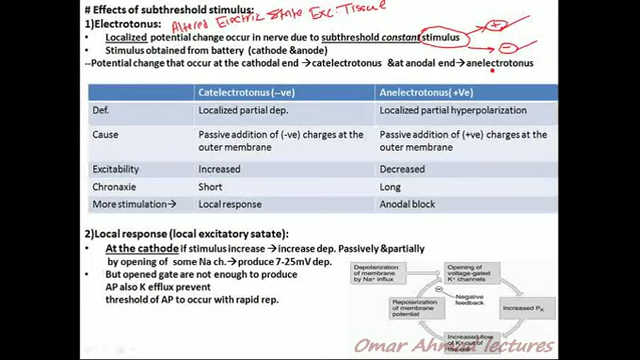 # Effects of subthreshold stimulus:
1)Electrotonus: Altered Electric State Exc. Tissue
• Localized potential change occur in nerve due to subthreshold constant stimulus +
• Stimulus obtained from battery (cathode &anode) -
--Potential change that occur at the cathodal end →catelectrotonus &at anodal end→anelectrotonus
Catelectrotonus (--ve) Anelectrotonus (+Ve)
Def. Localized partial dep. Localized partial hyperpolarization
Cause Passive addition of (-ve) charges at the outer membrane Passive addition of (+ve) charges at the outer membrane
Excitability Increased Decreased
Chronaxie Short Long
More stimulation→ Local response Anodal block
2)Local response (local excitatory satate):
• At the cathode if stimulus increase →increase dep. Passively &partially
by opening of some Na ch.→produce 7-25mV dep.
• But opened gate are not enough to produce
AP also K efflux prevent
threshold of AP to occur with rapid rep.
Depolarization of membrane by Na⁺ influx
Opening of voltage-gated K⁺ channels
- Negative feedback
Repolarization of membrane potential
Increased PK
Increased flow of K⁺ out of the cell
Omar Ahmed lectures